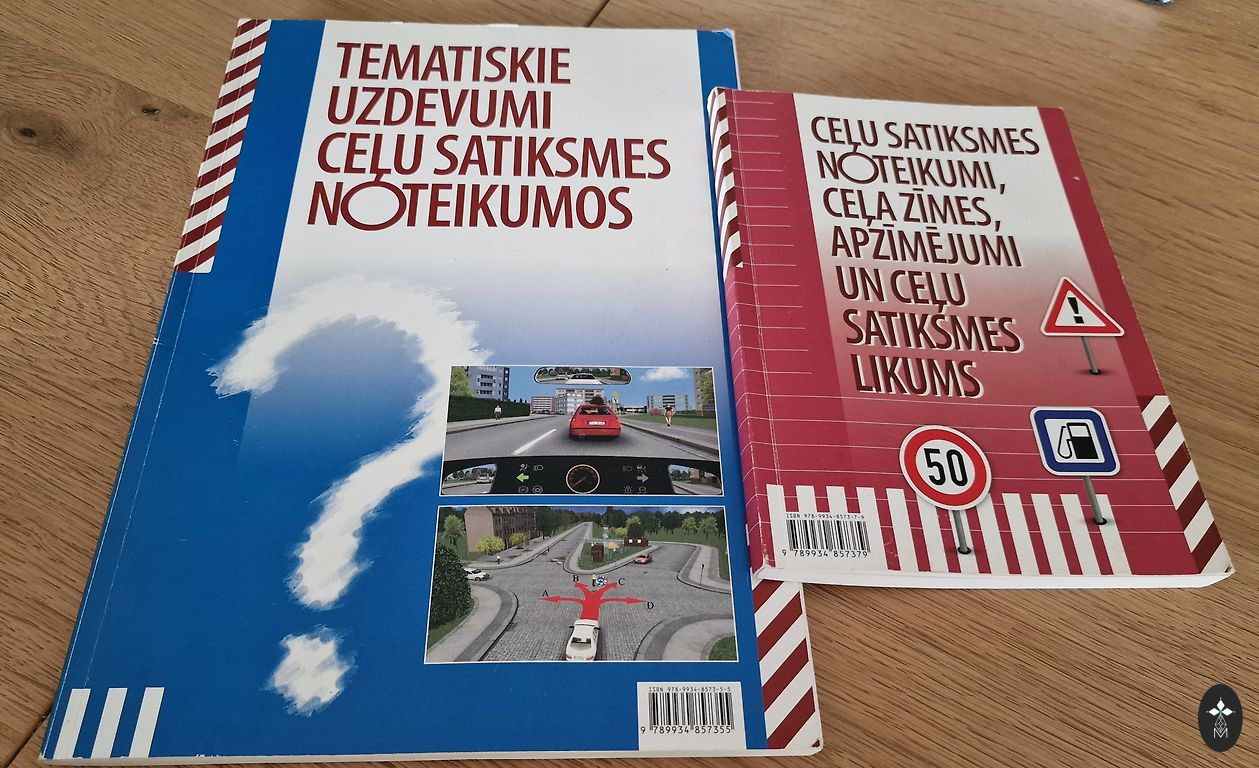 TEMATISKIE
UZDEVUMI
CEĻU SATIKSMES
NOTEIKUMOS
A
B
C
D
ISBN 978-9934-8573-5-5
9 789934 857355
CEĻU SATIKSMES
NOTEIKUMI,
CEĻA ZĪMES,
APZĪMĒJUMI
UN CEĻU
SATIKSMES
LIKUMS
50
ISBN 978-9934-8573-7-9
9 789934 857379
M